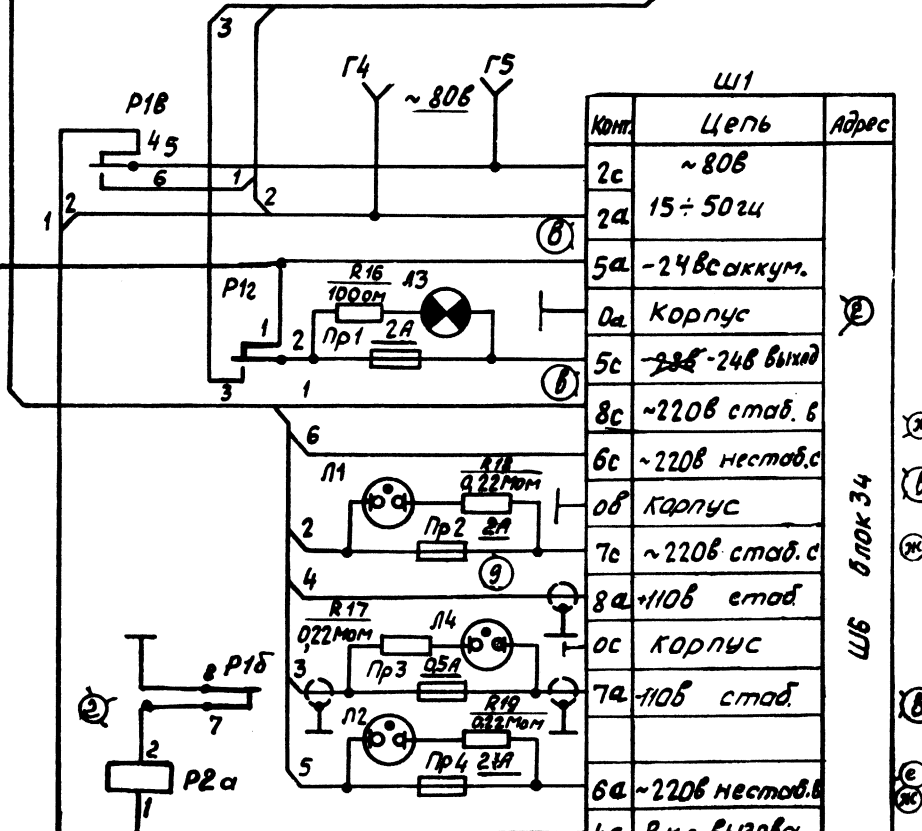 3
Г4
Г5
~80в
Р1в
4 5
6
1
2
2
1
в
Р1г
R16
100ом
Л3
1
2
Пр1
2А
3
в
1
6
Л1
R18
0,22Мом
Пр2
2А
2
д
4
R17
0,22Мом
Л4
3
Пр3
0,5А
Л2
R19
0,22Мом
5
Пр4
2А
8
Р1б
7
2
2
Р2а
1
Ш1
Конт. Цепь Адрес
2с ~80в
2а 15÷50гц
5а -24в с аккум.
0а Корпус
5с -24в выход
8с ~220в стаб. в
6с ~220в нестаб. с
0в Корпус
7с ~220в стаб. с
8а +110в стаб.
0с Корпус
7а -110в стаб.
6а ~220в нестаб. в
Ш6 блок 34
ж
в
е
ж